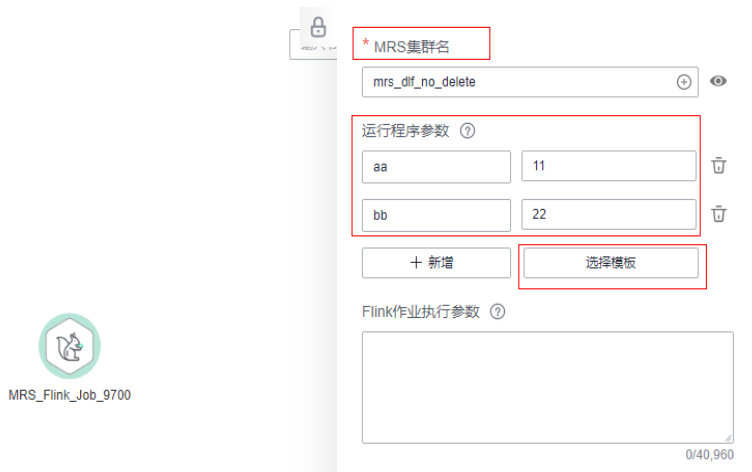 * MRS集群名
mrs_dlf_no_delete
运行程序参数 ?
aa 11
bb 22
+ 新增 选择模板
Flink作业执行参数 ?
MRS_Flink_Job_9700
0/40,960